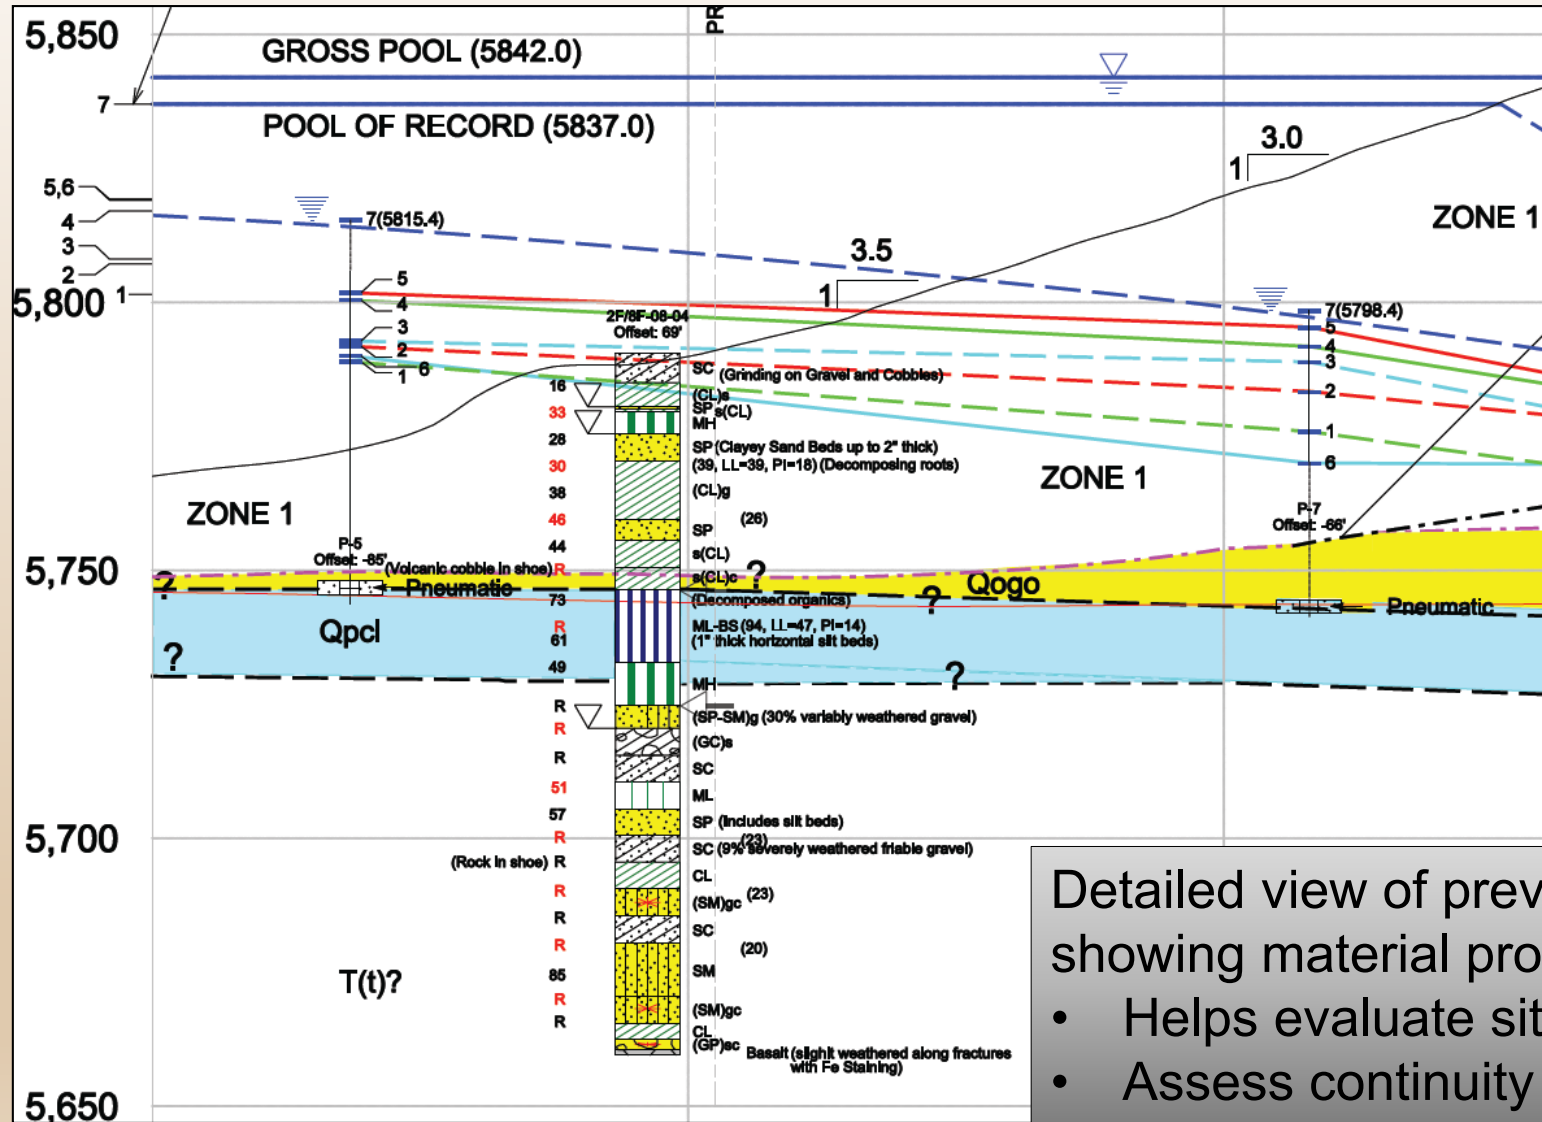 5,850
GROSS POOL (5842.0)
PR
7
POOL OF RECORD (5837.0)
3.0
1
5,6
4
3
2
1
ZONE 1
7(5815.4)
3.5
1
5
4
3
2
6
1
5,800
2F/8F-08-04
Offset: 69'
7(5798.4)
5
4
3
2
1
6
SC (Grinding on Gravel and Cobbles)
16
(CL)s
SP s(CL)
33
MH
28
SP (Clayey Sand Beds up to 2" thick)
30
(39, LL=39, PI=18) (Decomposing roots)
38
(CL)g
ZONE 1
ZONE 1
46
(26)
SP
P-7
Offset: -66'
44
s(CL)
P-5
Offset: -85'
(Volcanic cobble in shoe) R
s(CL)c
?
5,750
?
Pneumatic
Qogo
73
(Decomposed organics)
?
Pneumatic
Qpcl
R
ML-BS (94, LL=47, PI=14)
61
(1" thick horizontal silt beds)
?
49
MH
?
R
(SP-SM)g (30% variably weathered gravel)
R
(GC)s
R
SC
51
ML
57
SP (Includes silt beds)
5,700
R
(23)
SC (9% severely weathered friable gravel)
(Rock in shoe) R
CL
R
(SM)gc (23)
R
SC
R
(20)
85
SM
T(t)?
R
(SM)gc
R
CL
(GP)sc
Basalt (slighlt weathered along fractures
with Fe Staining)
5,650
Detailed view of prev
showing material pro
• Helps evaluate sit
• Assess continuity